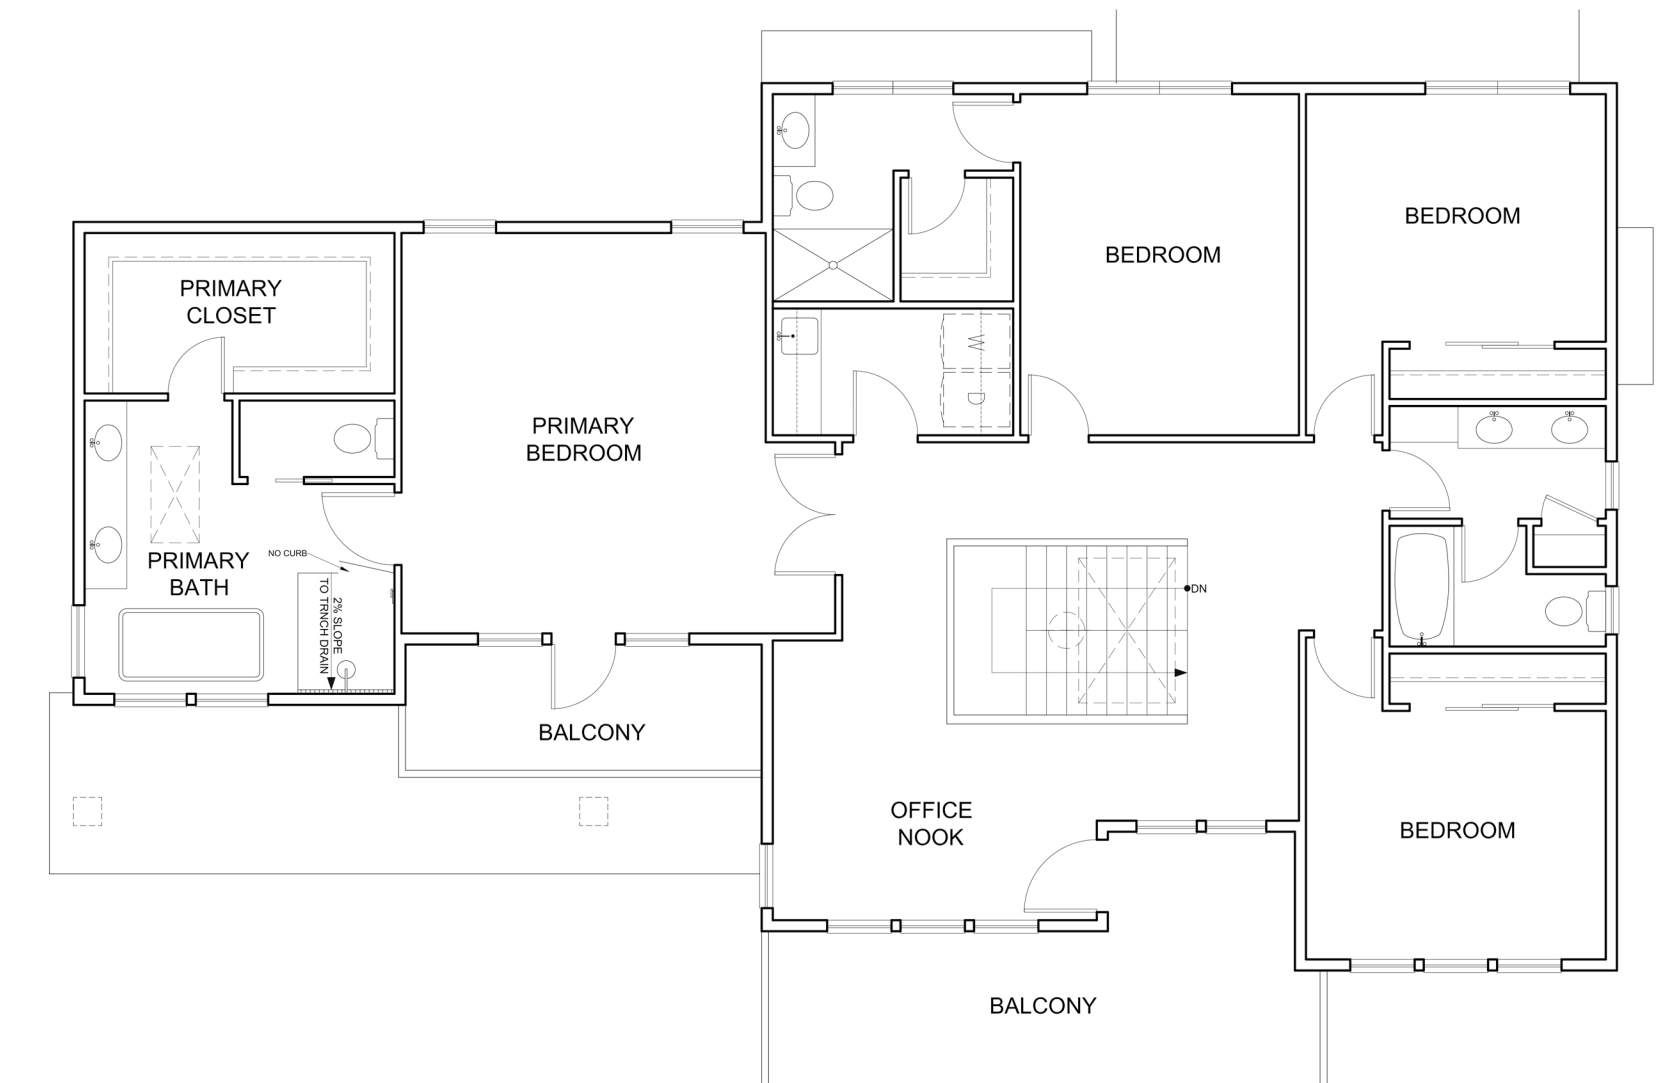 BEDROOM
BEDROOM
PRIMARY
CLOSET
W
D
PRIMARY
BEDROOM
NO CURB
PRIMARY
BATH
2% SLOPE
TO TRNCH DRAIN
DN
BALCONY
OFFICE
NOOK
BEDROOM
BALCONY